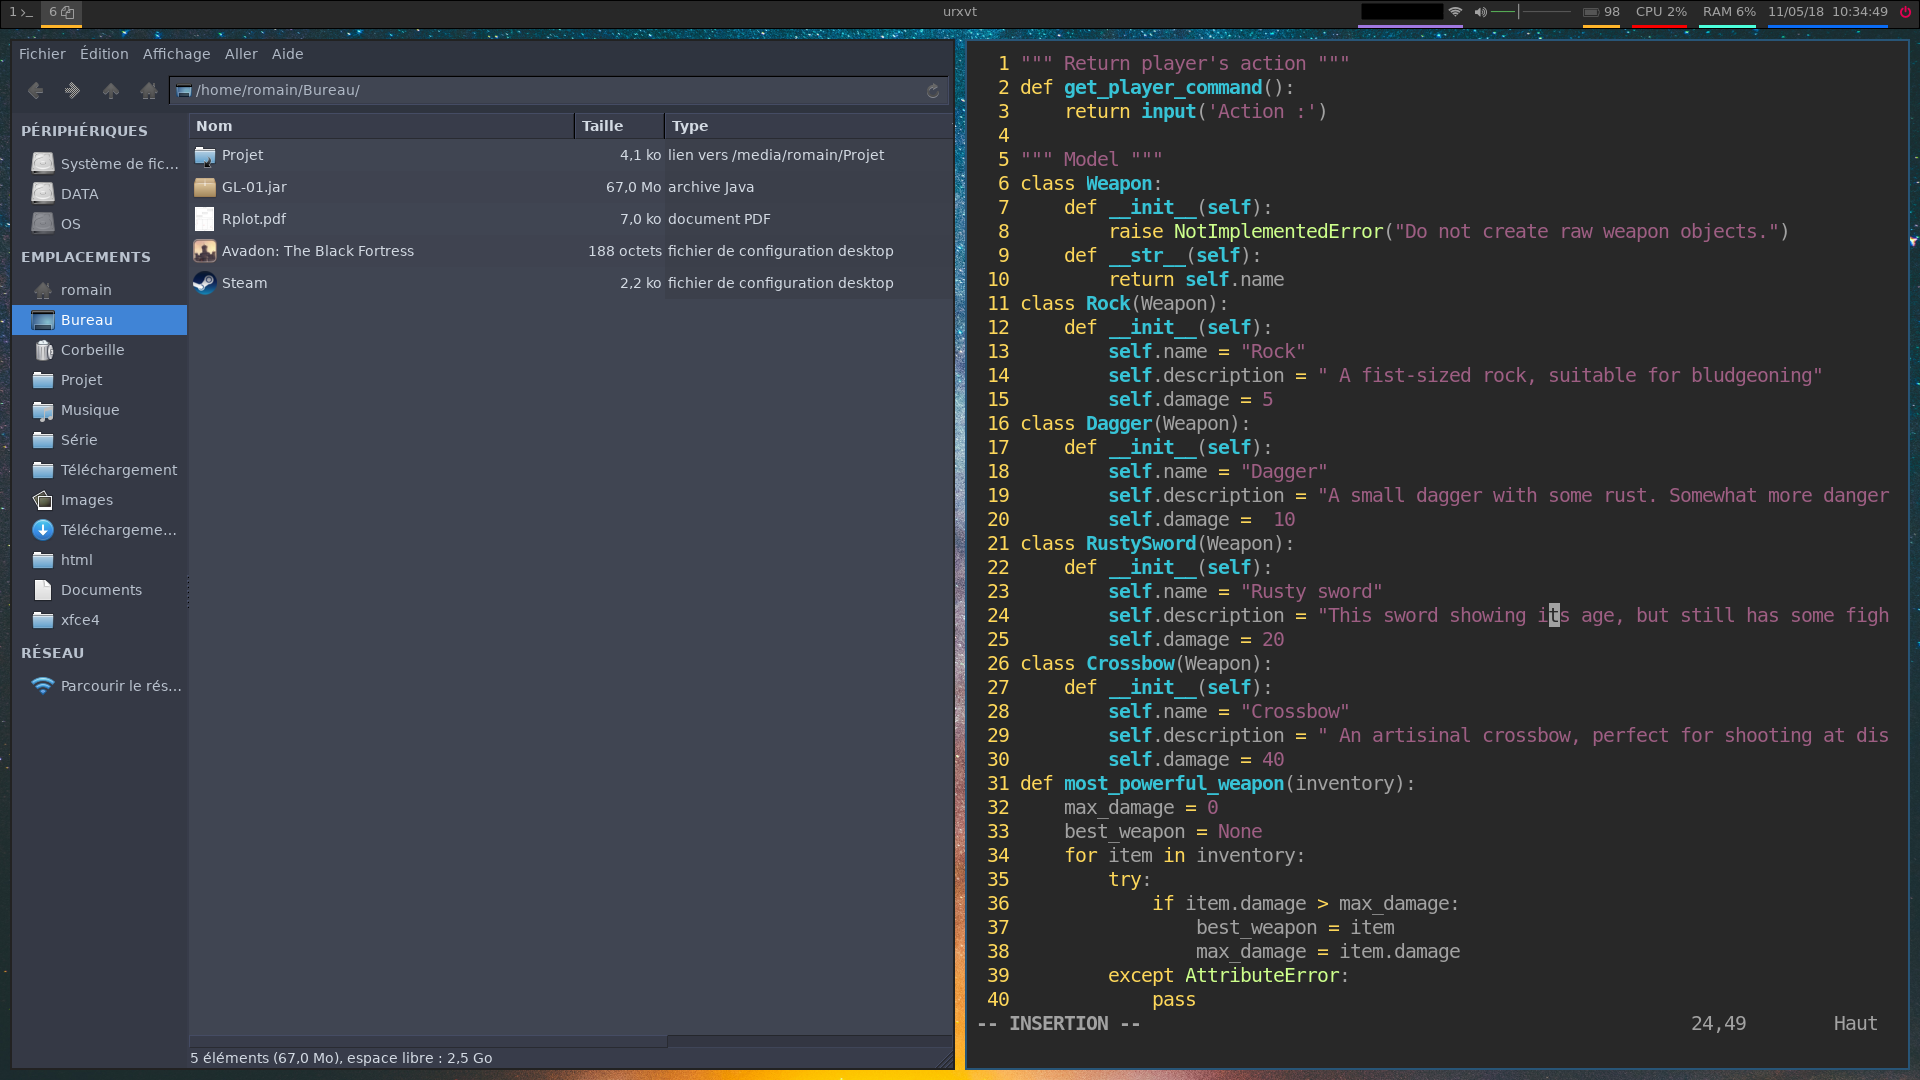 1 >_ 6
urxvt
98 CPU 2% RAM 6% 11/05/18 10:34:49
Fichier Édition Affichage Aller Aide
/home/romain/Bureau/
PÉRIPHÉRIQUES
Système de fic...
DATA
OS
EMPLACEMENTS
romain
Bureau
Corbeille
Projet
Musique
Série
Téléchargement
Images
Téléchargeme...
html
Documents
xfce4
RÉSEAU
Parcourir le rés...
Nom Taille Type
Projet 4,1 ko lien vers /media/romain/Projet
GL-01.jar 67,0 Mo archive Java
Rplot.pdf 7,0 ko document PDF
Avadon: The Black Fortress 188 octets fichier de configuration desktop
Steam 2,2 ko fichier de configuration desktop
5 éléments (67,0 Mo), espace libre : 2,5 Go
1 """ Return player's action """
2 def get_player_command():
3     return input('Action :')
4
5 """ Model """
6 class Weapon:
7     def __init__(self):
8         raise NotImplementedError("Do not create raw weapon objects.")
9     def __str__(self):
10         return self.name
11 class Rock(Weapon):
12     def __init__(self):
13         self.name = "Rock"
14         self.description = " A fist-sized rock, suitable for bludgeoning"
15         self.damage = 5
16 class Dagger(Weapon):
17     def __init__(self):
18         self.name = "Dagger"
19         self.description = "A small dagger with some rust. Somewhat more danger
20         self.damage =  10
21 class RustySword(Weapon):
22     def __init__(self):
23         self.name = "Rusty sword"
24         self.description = "This sword showing its age, but still has some figh
25         self.damage = 20
26 class Crossbow(Weapon):
27     def __init__(self):
28         self.name = "Crossbow"
29         self.description = " An artisinal crossbow, perfect for shooting at dis
30         self.damage = 40
31 def most_powerful_weapon(inventory):
32     max_damage = 0
33     best_weapon = None
34     for item in inventory:
35         try:
36             if item.damage > max_damage:
37                 best_weapon = item
38                 max_damage = item.damage
39         except AttributeError:
40             pass
-- INSERTION -- 24,49 Haut